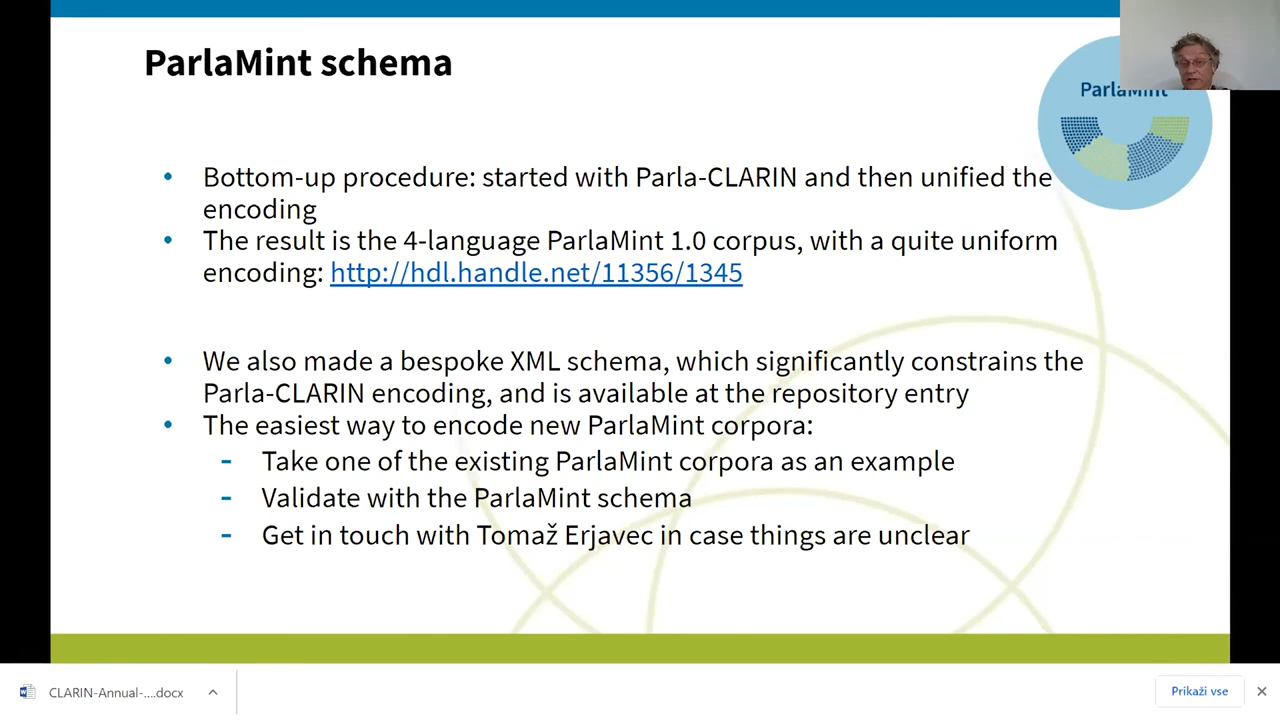 ParlaMint schema
ParlaMint
• Bottom-up procedure: started with Parla-CLARIN and then unified the
encoding
• The result is the 4-language ParlaMint 1.0 corpus, with a quite uniform
encoding: http://hdl.handle.net/11356/1345
• We also made a bespoke XML schema, which significantly constrains the
Parla-CLARIN encoding, and is available at the repository entry
• The easiest way to encode new ParlaMint corpora:
- Take one of the existing ParlaMint corpora as an example
- Validate with the ParlaMint schema
- Get in touch with Tomaž Erjavec in case things are unclear
CLARIN-Annual-....docx
Prikaži vse